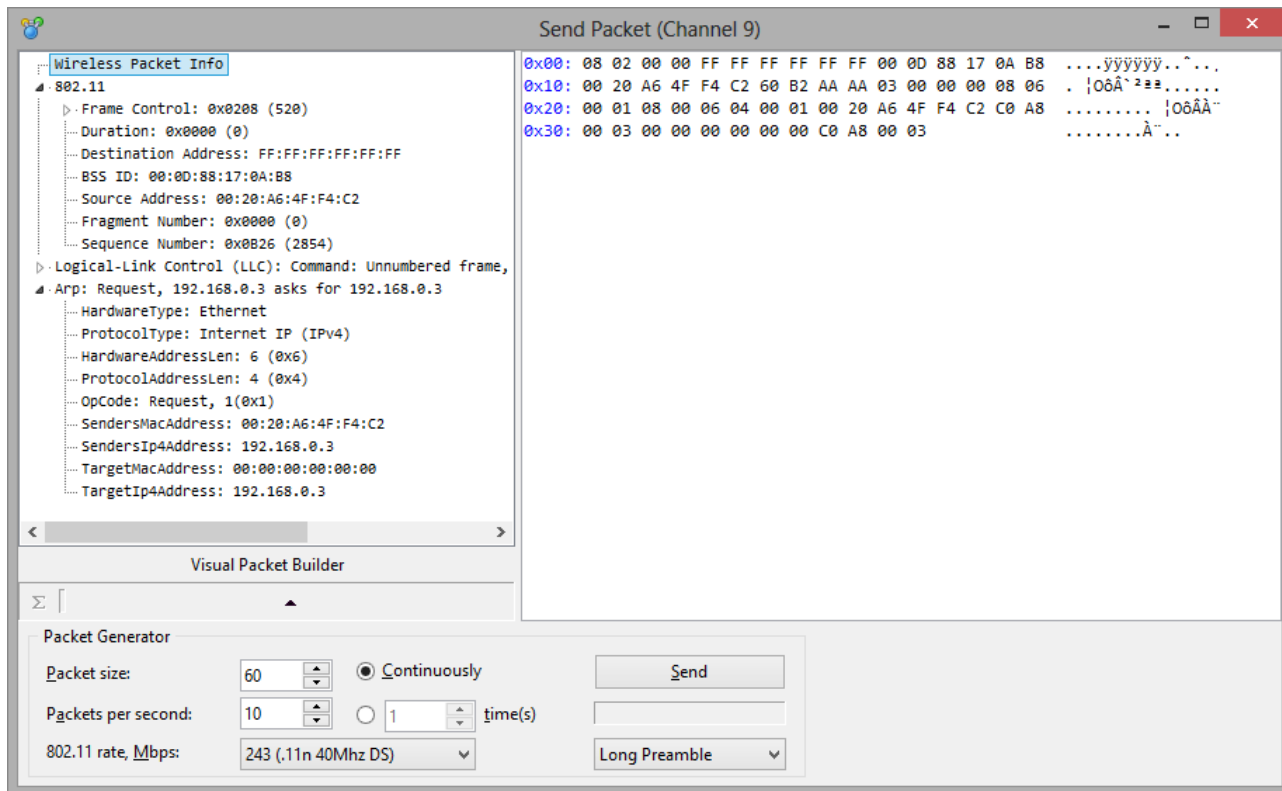 Send Packet (Channel 9)
Wireless Packet Info
802.11
Frame Control: 0x0208 (520)
Duration: 0x0000 (0)
Destination Address: FF:FF:FF:FF:FF:FF
BSS ID: 00:0D:88:17:0A:B8
Source Address: 00:20:A6:4F:F4:C2
Fragment Number: 0x0000 (0)
Sequence Number: 0x0B26 (2854)
Logical-Link Control (LLC): Command: Unnumbered frame,
Arp: Request, 192.168.0.3 asks for 192.168.0.3
HardwareType: Ethernet
ProtocolType: Internet IP (IPv4)
HardwareAddressLen: 6 (0x6)
ProtocolAddressLen: 4 (0x4)
OpCode: Request, 1(0x1)
SendersMacAddress: 00:20:A6:4F:F4:C2
SendersIp4Address: 192.168.0.3
TargetMacAddress: 00:00:00:00:00:00
TargetIp4Address: 192.168.0.3
0x00: 08 02 00 00 FF FF FF FF FF FF 00 0D 88 17 0A B8 ....ÿÿÿÿÿÿ..ˆ..¸
0x10: 00 20 A6 4F F4 C2 60 B2 AA AA 03 00 00 00 08 06 . ¦OôÂ`²ªª......
0x20: 00 01 08 00 06 04 00 01 00 20 A6 4F F4 C2 C0 A8 ......... ¦OôÂÀ¨
0x30: 00 03 00 00 00 00 00 00 C0 A8 00 03 ........À¨..
Visual Packet Builder
Σ
Packet Generator
Packet size: 60 Continuously Send
Packets per second: 10 1 time(s)
802.11 rate, Mbps: 243 (.11n 40Mhz DS) Long Preamble